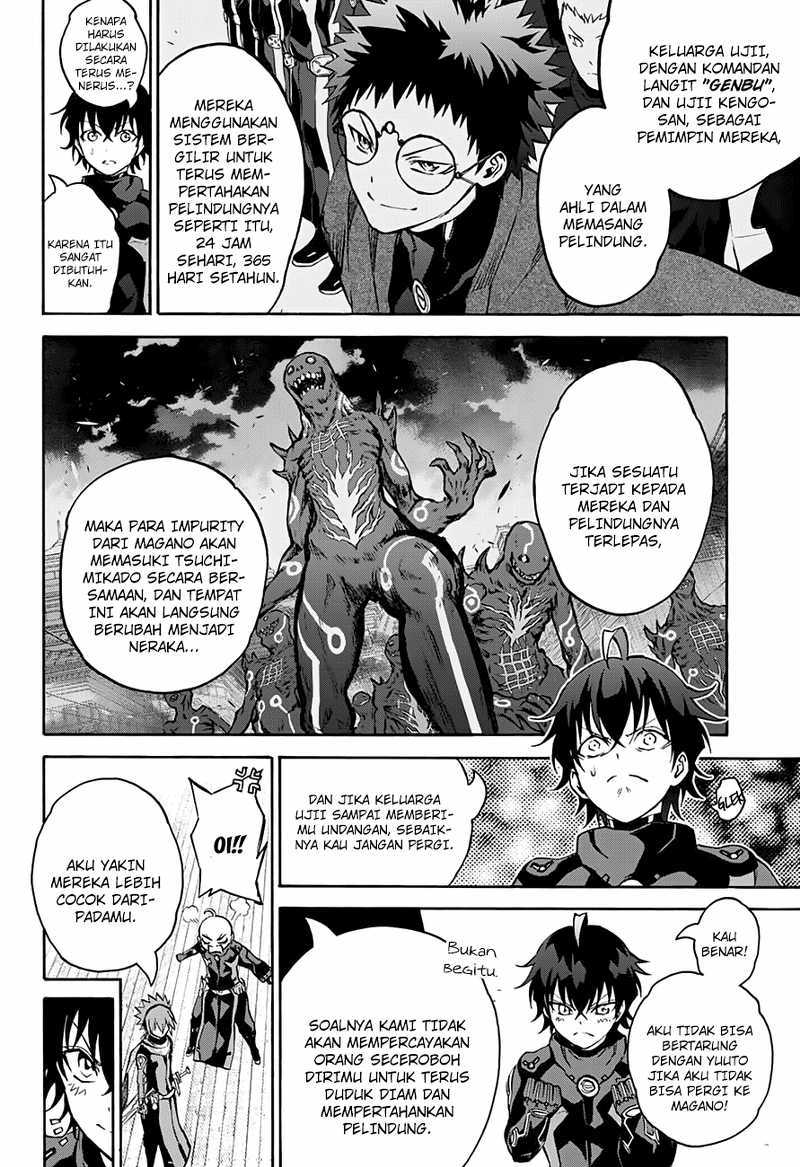 KELUARGA UJII,
DENGAN KOMANDAN
LANGIT "GENBU",
DAN UJII KENGO-
SAN, SEBAGAI
PEMIMPIN MEREKA,
YANG
AHLI DALAM
MEMASANG
PELINDUNG.
MEREKA
MENGGUNAKAN
SISTEM BER-
GILIR UNTUK
TERUS MEM-
PERTAHAKAN
PELINDUNGNYA
SEPERTI ITU,
24 JAM
SEHARI, 365
HARI SETAHUN.
KENAPA
HARUS
DILAKUKAN
SECARA
TERUS ME-
NERUS...?
KARENA ITU
SANGAT
DIBUTUH-
KAN.
JIKA SESUATU
TERJADI KEPADA
MEREKA DAN
PELINDUNGNYA
TERLEPAS,
MAKA PARA IMPURITY
DARI MAGANO AKAN
MEMASUKI TSUCHI-
MIKADO SECARA BER-
SAMAAN, DAN TEMPAT
INI AKAN LANGSUNG
BERUBAH MENJADI
NERAKA...
GLEK
DAN JIKA KELUARGA
UJII SAMPAI MEMBERI-
MU UNDANGAN, SEBAIK-
NYA KAU JANGAN PERGI.
OI!!
AKU YAKIN
MEREKA LEBIH
COCOK DARI-
PADAMU.
KAU
BENAR!
AKU TIDAK BISA
BERTARUNG
DENGAN YUUTO
JIKA AKU TIDAK
BISA PERGI KE
MAGANO!
Bukan
Begitu.
SOALNYA KAMI TIDAK
AKAN MEMPERCAYAKAN
ORANG SECEROBOH
DIRIMU UNTUK TERUS
DUDUK DIAM DAN
MEMPERTAHANKAN
PELINDUNG.